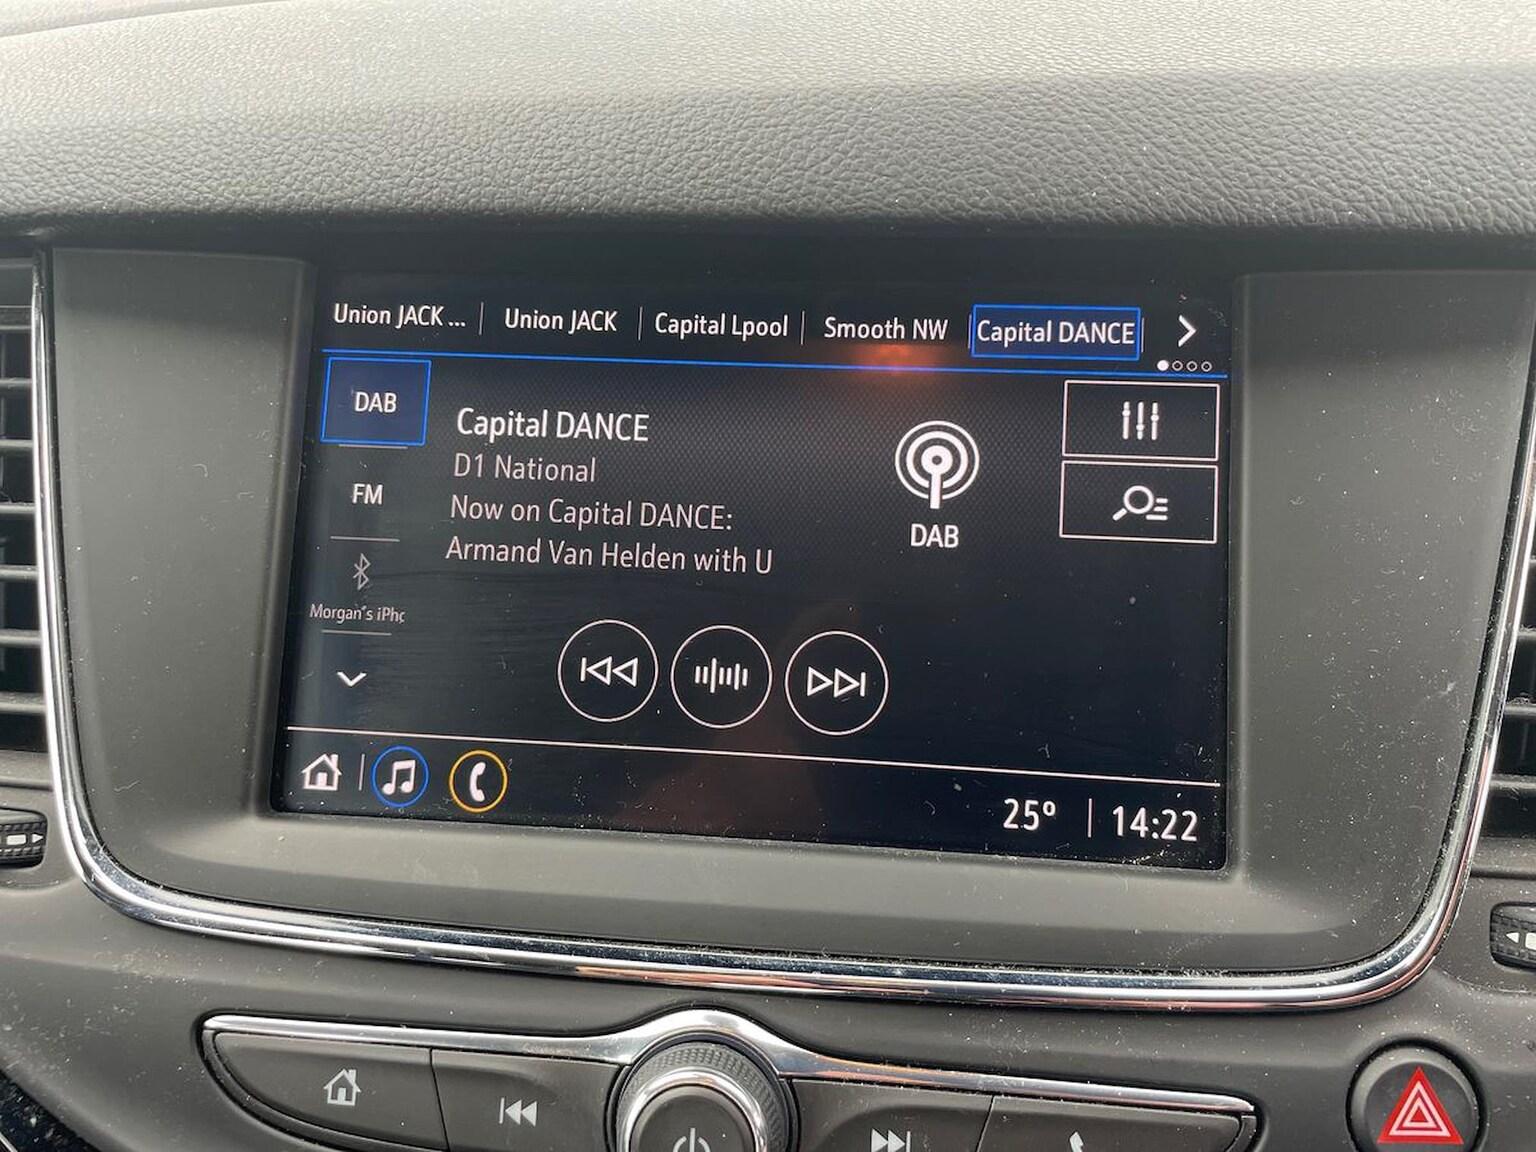 Union JACK ... Union JACK Capital Lpool Smooth NW Capital DANCE
DAB
FM
Morgan's iPhc
Capital DANCE
D1 National
Now on Capital DANCE:
Armand Van Helden with U
DAB
25° 14:22